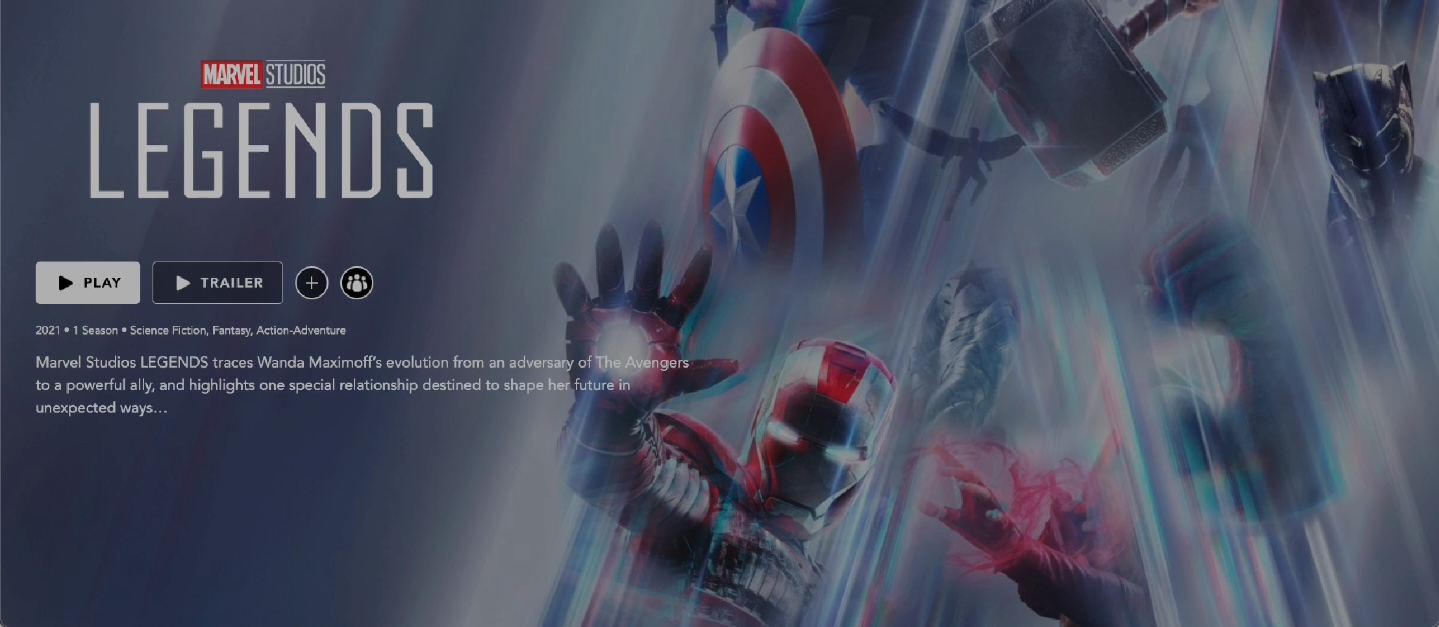 MARVEL STUDIOS
LEGENDS
PLAY
TRAILER
2021 • 1 Season • Science Fiction, Fantasy, Action-Adventure
Marvel Studios LEGENDS traces Wanda Maximoff's evolution from an adversary of The Avengers
to a powerful ally, and highlights one special relationship destined to shape her future in
unexpected ways…